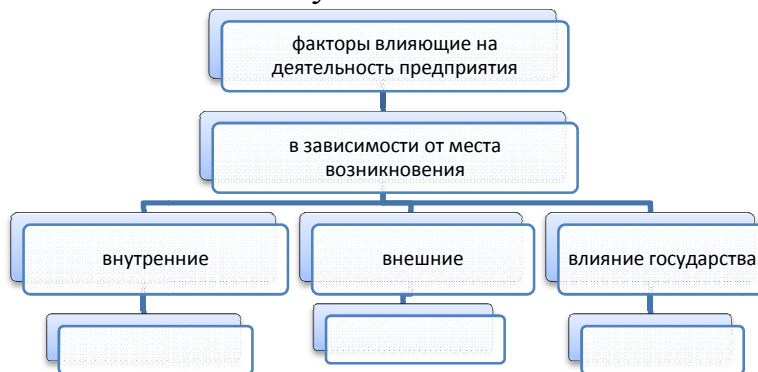 факторы влияющие на
деятельность предприятия
в зависимости от места
возникновения
внутренние
внешние
влияние государства